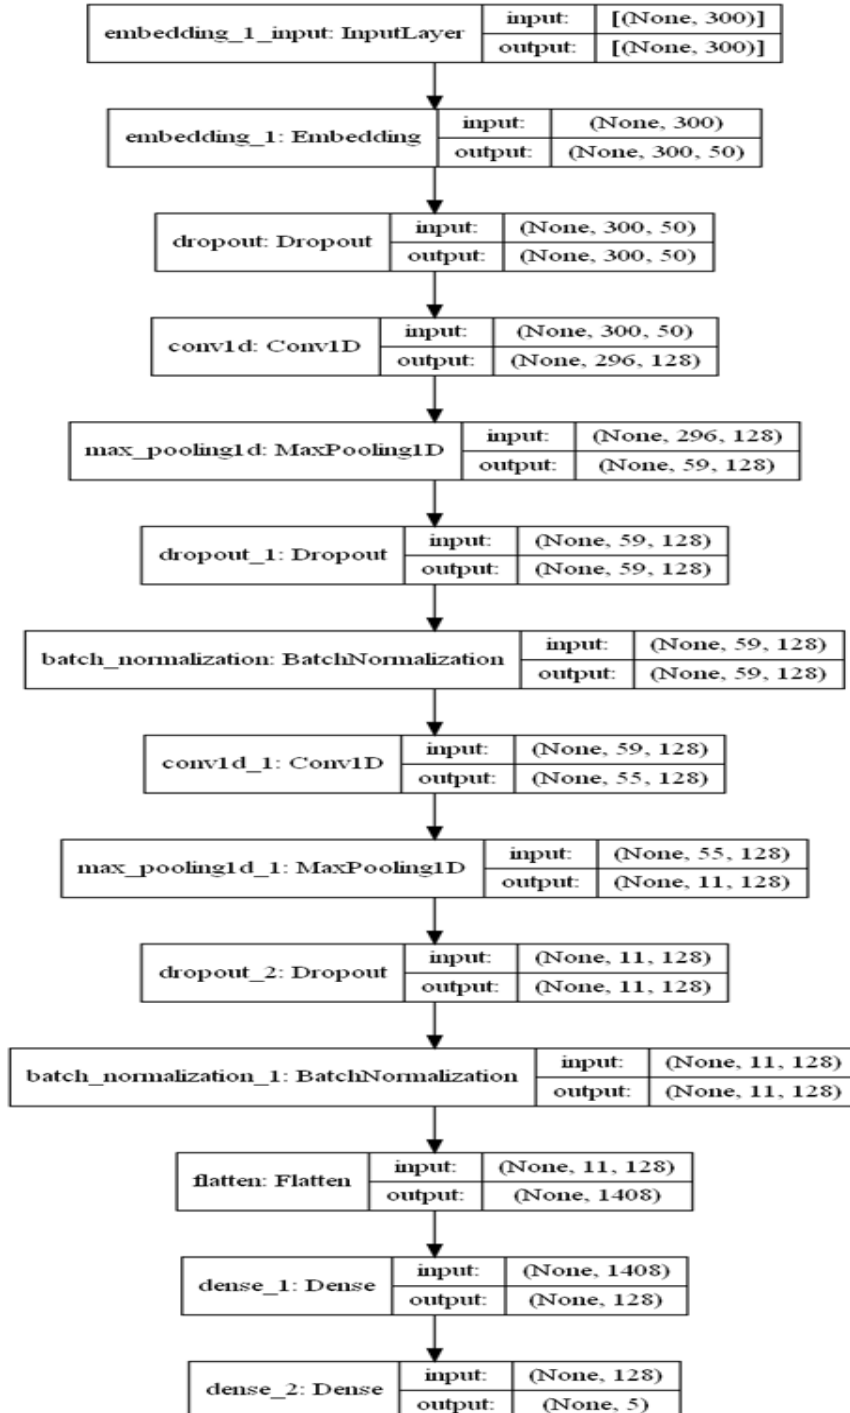 embedding_1_input: InputLayer input: [(None, 300)]
output: [(None, 300)]
embedding_1: Embedding input: (None, 300)
output: (None, 300, 50)
dropout: Dropout input: (None, 300, 50)
output: (None, 300, 50)
conv1d: Conv1D input: (None, 300, 50)
output: (None, 296, 128)
max_pooling1d: MaxPooling1D input: (None, 296, 128)
output: (None, 59, 128)
dropout_1: Dropout input: (None, 59, 128)
output: (None, 59, 128)
batch_normalization: BatchNormalization input: (None, 59, 128)
output: (None, 59, 128)
conv1d_1: Conv1D input: (None, 59, 128)
output: (None, 55, 128)
max_pooling1d_1: MaxPooling1D input: (None, 55, 128)
output: (None, 11, 128)
dropout_2: Dropout input: (None, 11, 128)
output: (None, 11, 128)
batch_normalization_1: BatchNormalization input: (None, 11, 128)
output: (None, 11, 128)
flatten: Flatten input: (None, 11, 128)
output: (None, 1408)
dense_1: Dense input: (None, 1408)
output: (None, 128)
dense_2: Dense input: (None, 128)
output: (None, 5)